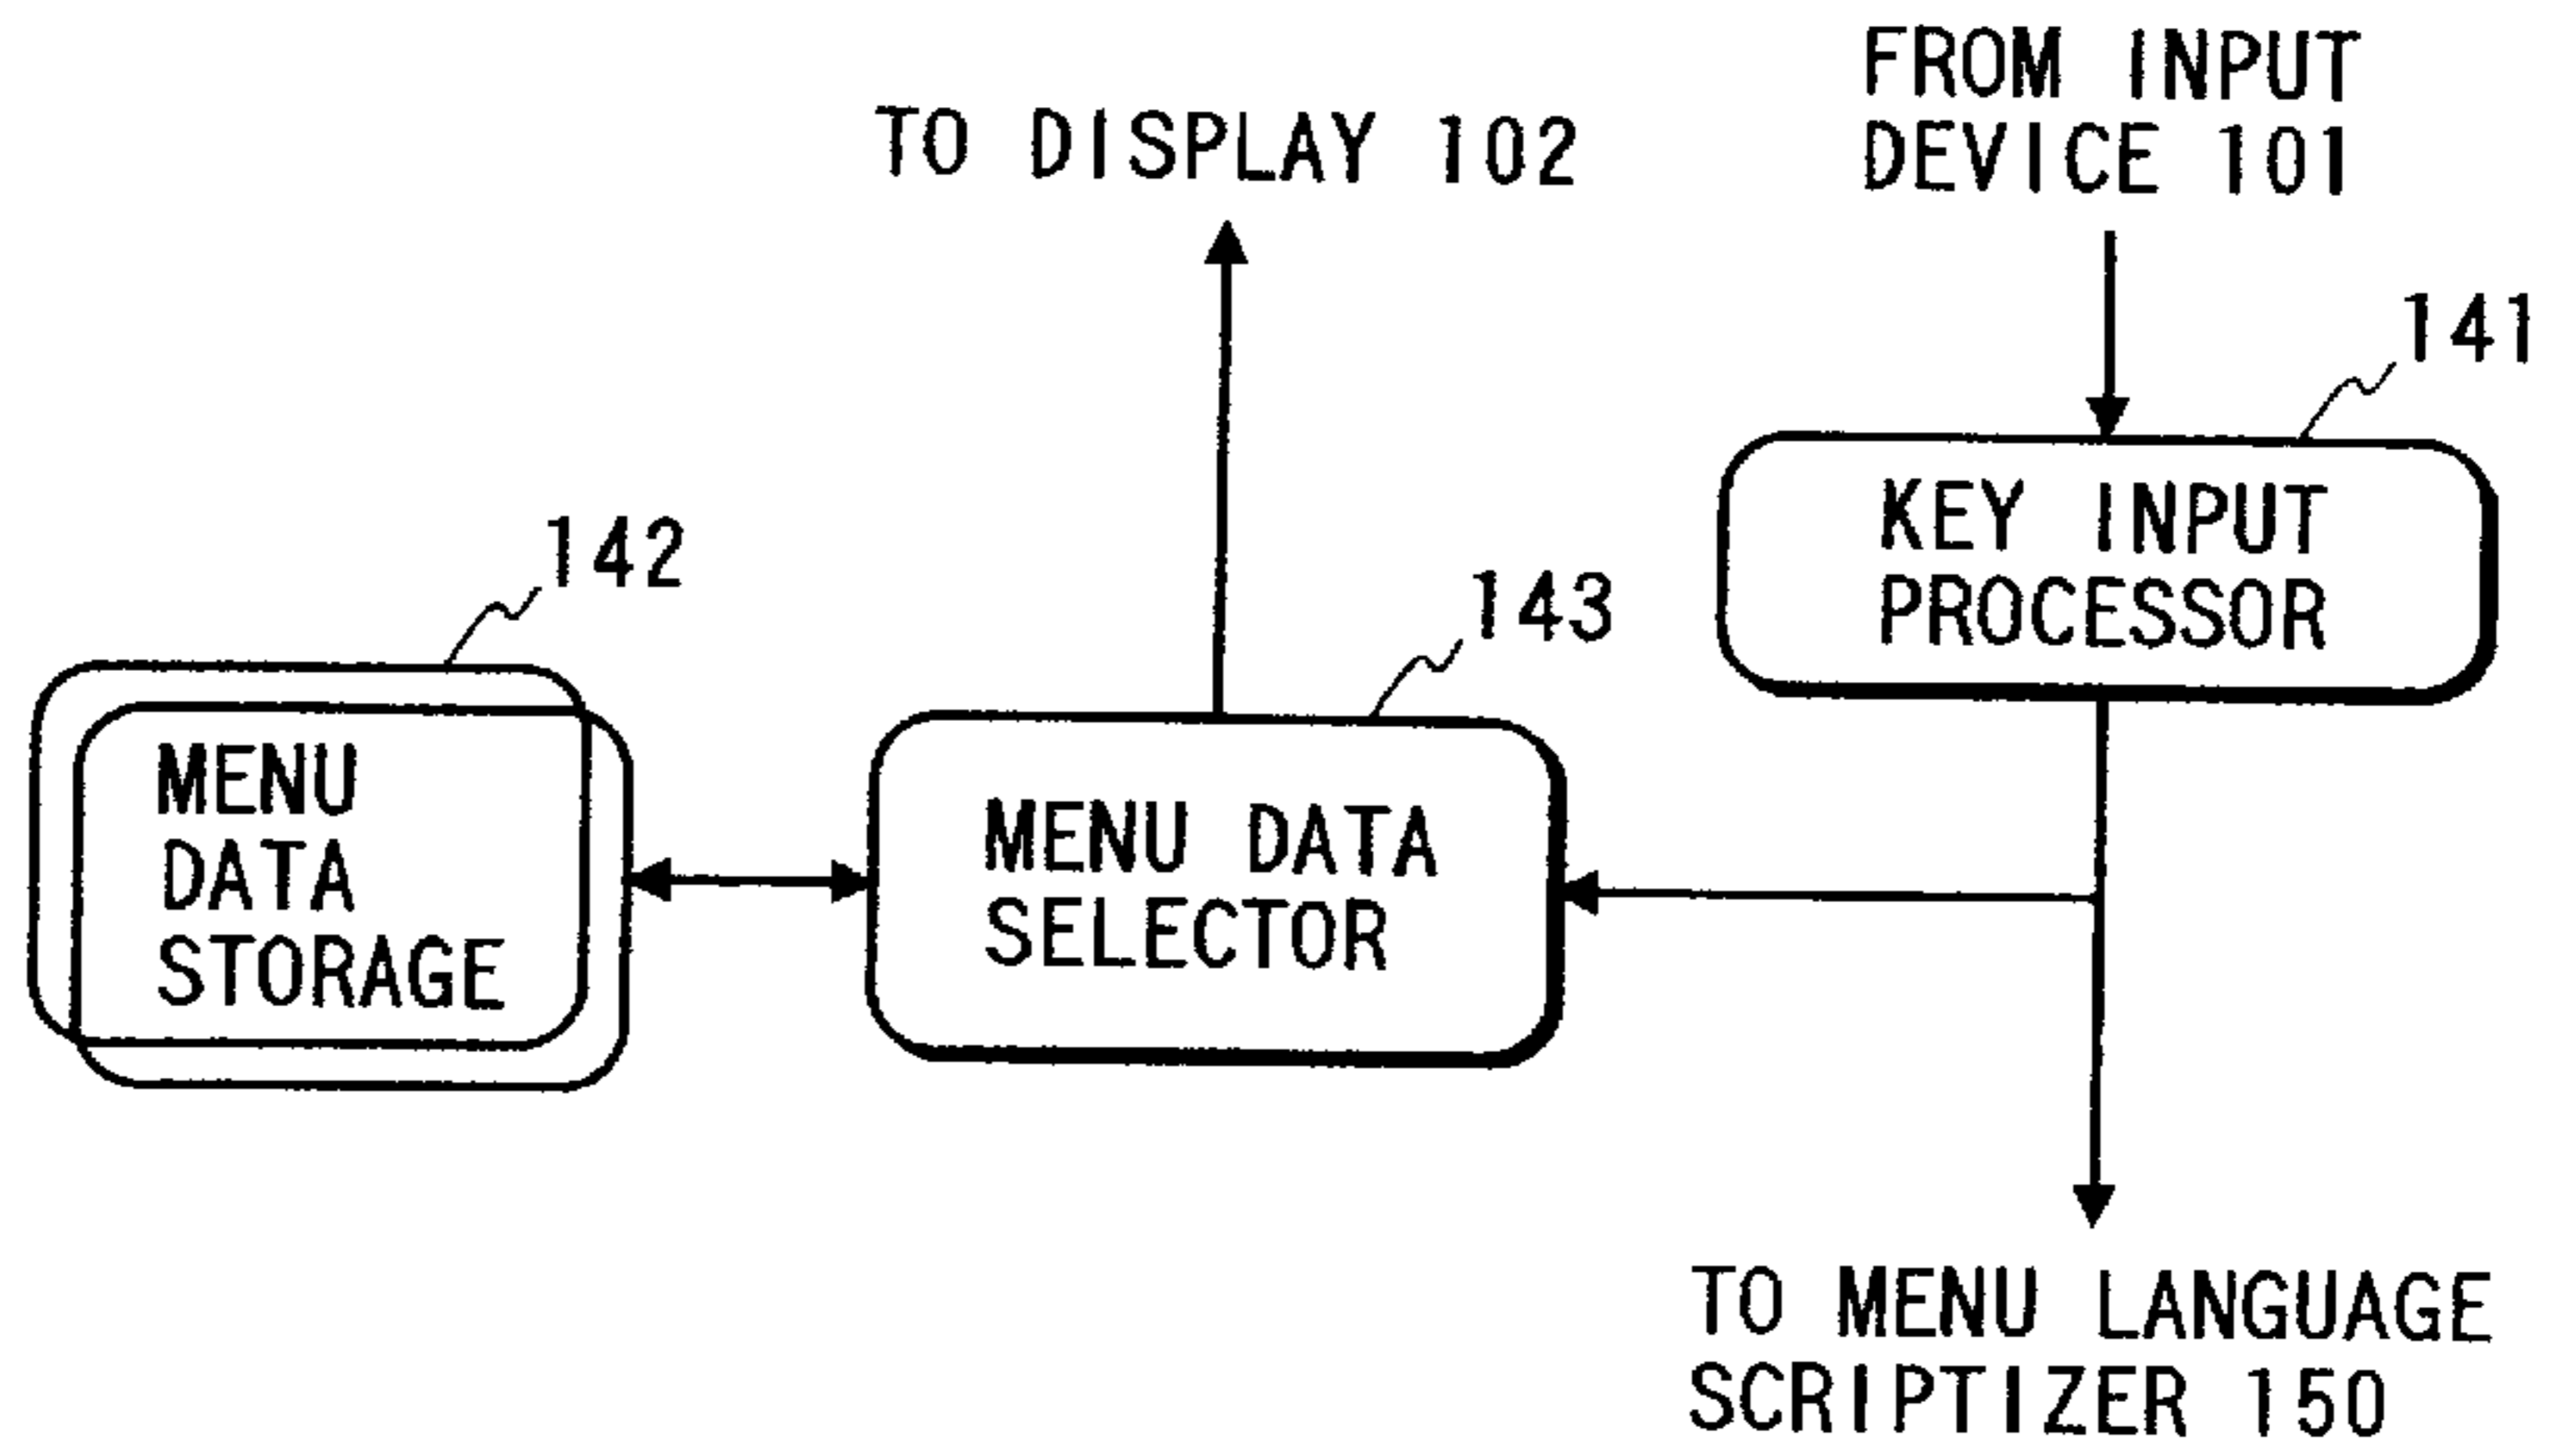 FROM INPUT
DEVICE 101
TO DISPLAY 102
141
KEY INPUT
PROCESSOR
142
143
MENU
DATA
STORAGE
MENU DATA
SELECTOR
TO MENU LANGUAGE
SCRIPTIZER 150